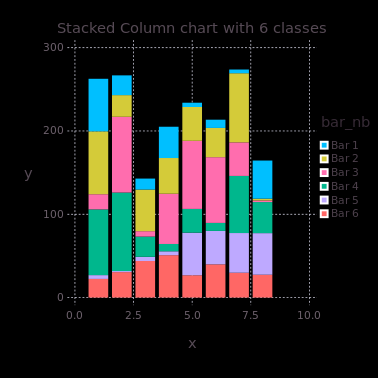 Stacked Column chart with 6 classes
300
200
100
0
y
0.0 2.5 5.0 7.5 10.0
x
bar_nb
Bar 1
Bar 2
Bar 3
Bar 4
Bar 5
Bar 6